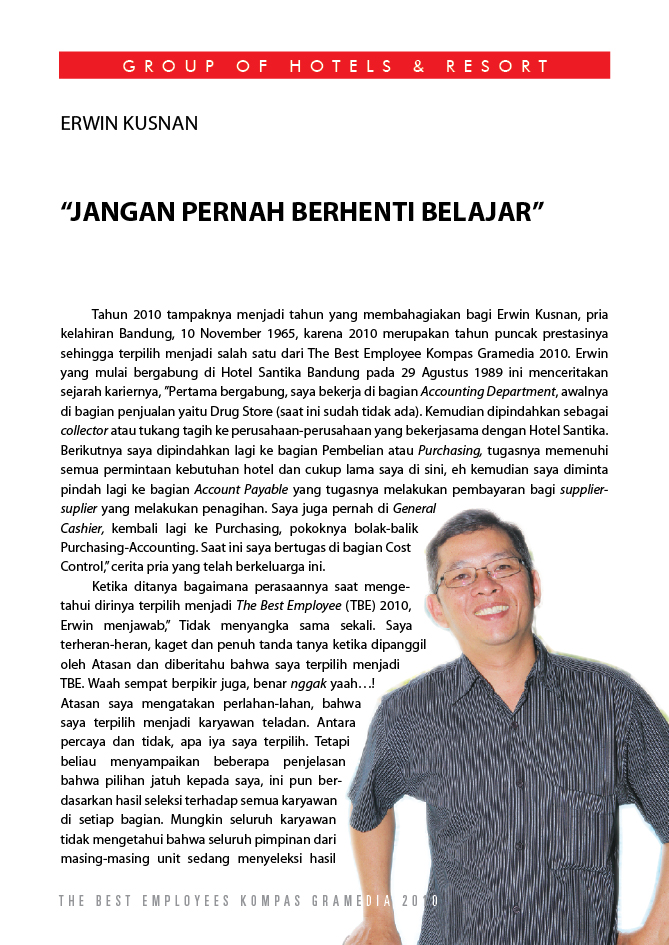 GROUP OF HOTELS & RESORT
ERWIN KUSNAN
“JANGAN PERNAH BERHENTI BELAJAR”
Tahun 2010 tampaknya menjadi tahun yang membahagiakan bagi Erwin Kusnan, pria
kelahiran Bandung, 10 November 1965, karena 2010 merupakan tahun puncak prestasinya
sehingga terpilih menjadi salah satu dari The Best Employee Kompas Gramedia 2010. Erwin
yang mulai bergabung di Hotel Santika Bandung pada 29 Agustus 1989 ini menceritakan
sejarah kariernya, ”Pertama bergabung, saya bekerja di bagian Accounting Department, awalnya
di bagian penjualan yaitu Drug Store (saat ini sudah tidak ada). Kemudian dipindahkan sebagai
collector atau tukang tagih ke perusahaan-perusahaan yang bekerjasama dengan Hotel Santika.
Berikutnya saya dipindahkan lagi ke bagian Pembelian atau Purchasing, tugasnya memenuhi
semua permintaan kebutuhan hotel dan cukup lama saya di sini, eh kemudian saya diminta
pindah lagi ke bagian Account Payable yang tugasnya melakukan pembayaran bagi supplier-
suplier yang melakukan penagihan. Saya juga pernah di General
Cashier, kembali lagi ke Purchasing, pokoknya bolak-balik
Purchasing-Accounting. Saat ini saya bertugas di bagian Cost
Control,” cerita pria yang telah berkeluarga ini.
Ketika ditanya bagaimana perasaannya saat menge-
tahui dirinya terpilih menjadi The Best Employee (TBE) 2010,
Erwin menjawab,” Tidak menyangka sama sekali. Saya
terheran-heran, kaget dan penuh tanda tanya ketika dipanggil
oleh Atasan dan diberitahu bahwa saya terpilih menjadi
TBE. Waah sempat berpikir juga, benar nggak yaah…!
Atasan saya mengatakan perlahan-lahan, bahwa
saya terpilih menjadi karyawan teladan. Antara
percaya dan tidak, apa iya saya terpilih. Tetapi
beliau menyampaikan beberapa penjelasan
bahwa pilihan jatuh kepada saya, ini pun ber-
dasarkan hasil seleksi terhadap semua karyawan
di setiap bagian. Mungkin seluruh karyawan
tidak mengetahui bahwa seluruh pimpinan dari
masing-masing unit sedang menyeleksi hasil
THE BEST EMPLOYEES KOMPAS GRAMEDIA 2010